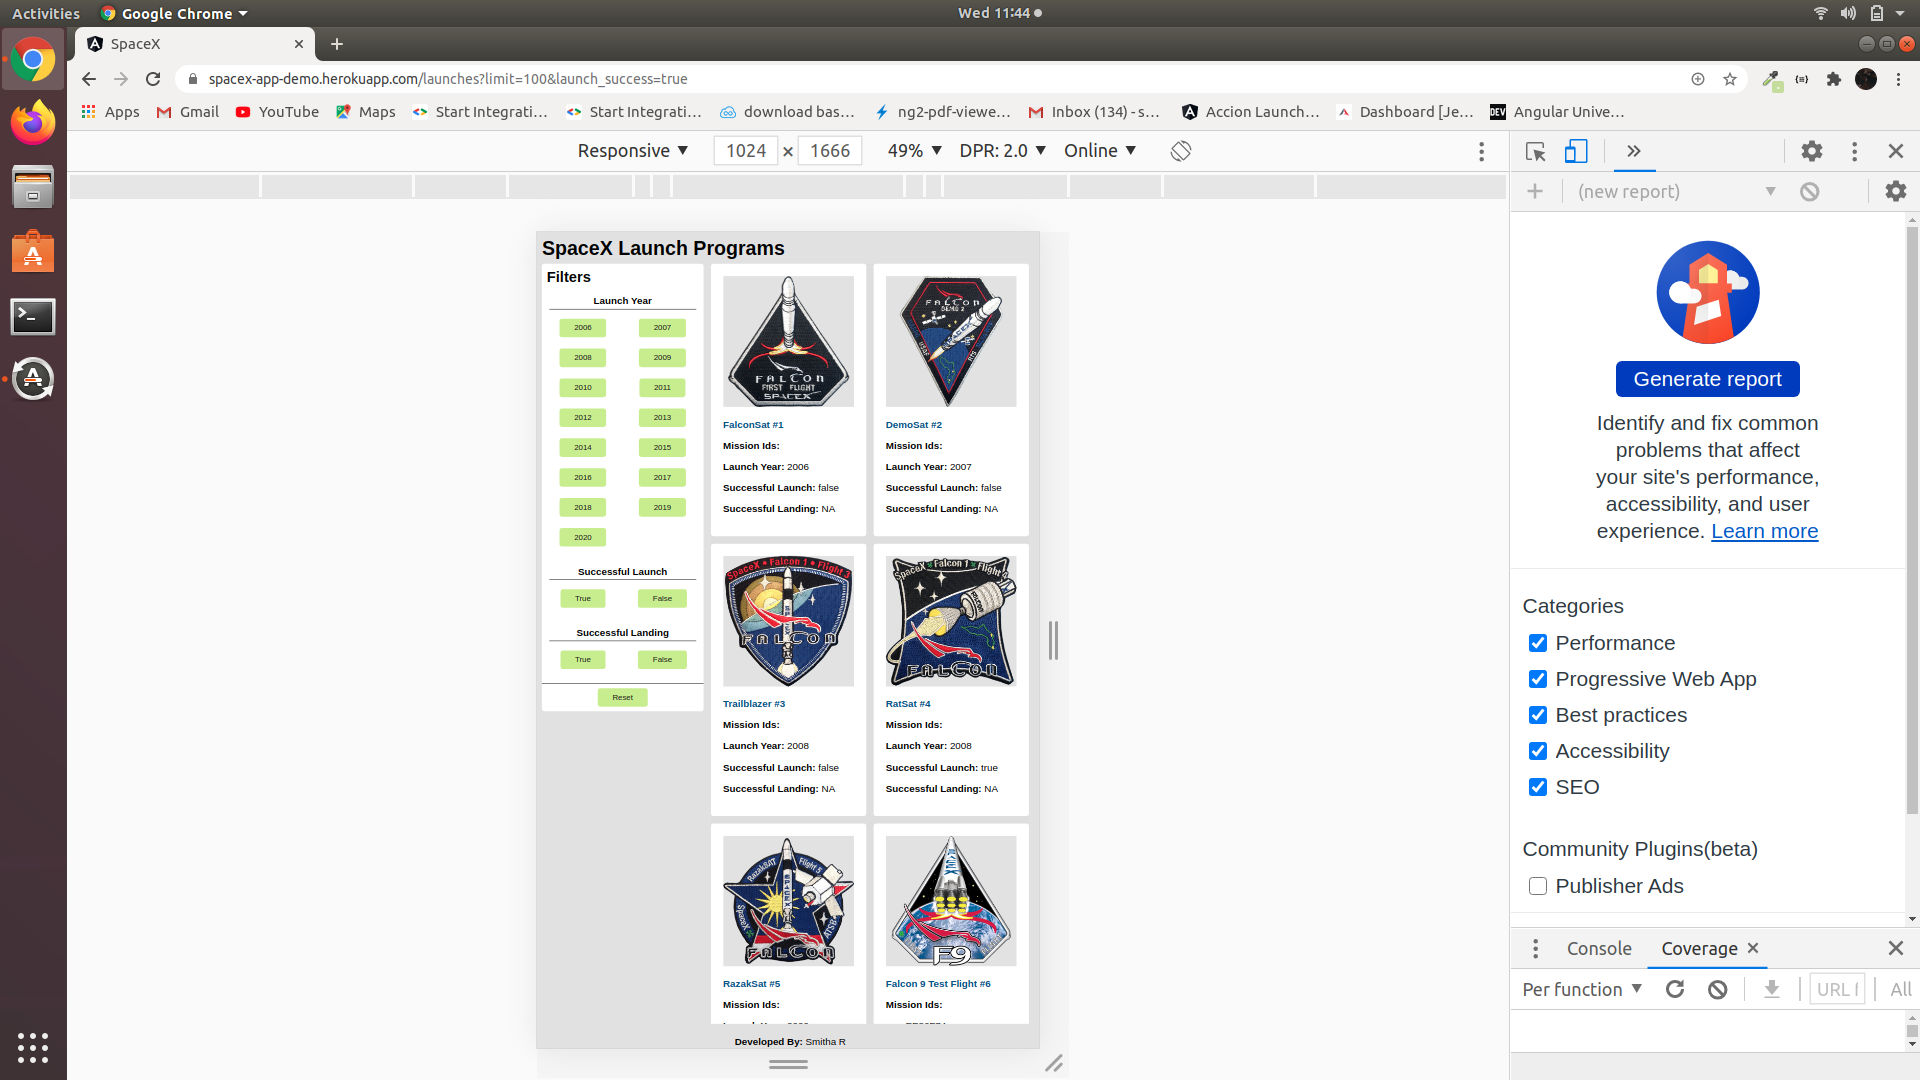 Activities
Google Chrome
Wed 11:44
SpaceX
spacex-app-demo.herokuapp.com/launches?limit=100&launch_success=true
Apps
Gmail
YouTube
Maps
Start Integrati...
Start Integrati...
download bas...
ng2-pdf-viewe...
Inbox (134) - s...
Accion Launch...
Dashboard [Je...
DEV
Angular Unive...
Responsive
1024 × 1666
49%
DPR: 2.0
Online
SpaceX Launch Programs
Filters
Launch Year
2006 2007
2008 2009
2010 2011
2012 2013
2014 2015
2016 2017
2018 2019
2020
Successful Launch
True False
Successful Landing
True False
Reset
FALCON
FIRST FLIGHT
SPACEX
FalconSat #1
Mission Ids:
Launch Year: 2006
Successful Launch: false
Successful Landing: NA
FALCON
DEMO 2
DemoSat #2
Mission Ids:
Launch Year: 2007
Successful Launch: false
Successful Landing: NA
SpaceX • Falcon 1 • Flight 3
FALCON
Trailblazer #3
Mission Ids:
Launch Year: 2008
Successful Launch: false
Successful Landing: NA
SpaceX Falcon 1 Flight 4
FALCON
RatSat #4
Mission Ids:
Launch Year: 2008
Successful Launch: true
Successful Landing: NA
RazakSAT
Flight 5
SpaceX
ATSB
FALCON
RazakSat #5
Mission Ids:
F9
Falcon 9 Test Flight #6
Mission Ids:
Developed By: Smitha R
(new report)
Generate report
Identify and fix common
problems that affect
your site's performance,
accessibility, and user
experience. Learn more
Categories
Performance
Progressive Web App
Best practices
Accessibility
SEO
Community Plugins(beta)
Publisher Ads
Console
Coverage
Per function
URL f
All